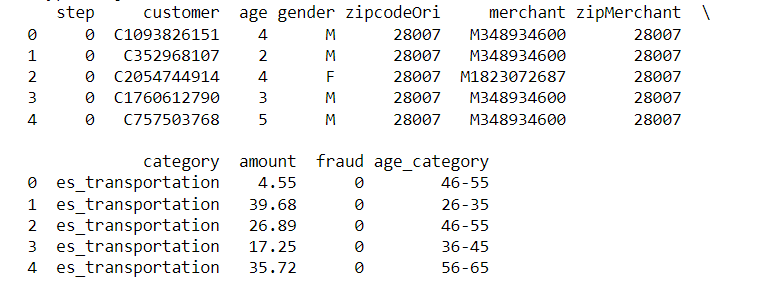 step customer age gender zipcodeOri merchant zipMerchant \
0 0 C1093826151 4 M 28007 M348934600 28007
1 0 C352968107 2 M 28007 M348934600 28007
2 0 C2054744914 4 F 28007 M1823072687 28007
3 0 C1760612790 3 M 28007 M348934600 28007
4 0 C757503768 5 M 28007 M348934600 28007
category amount fraud age_category
0 es_transportation 4.55 0 46-55
1 es_transportation 39.68 0 26-35
2 es_transportation 26.89 0 46-55
3 es_transportation 17.25 0 36-45
4 es_transportation 35.72 0 56-65